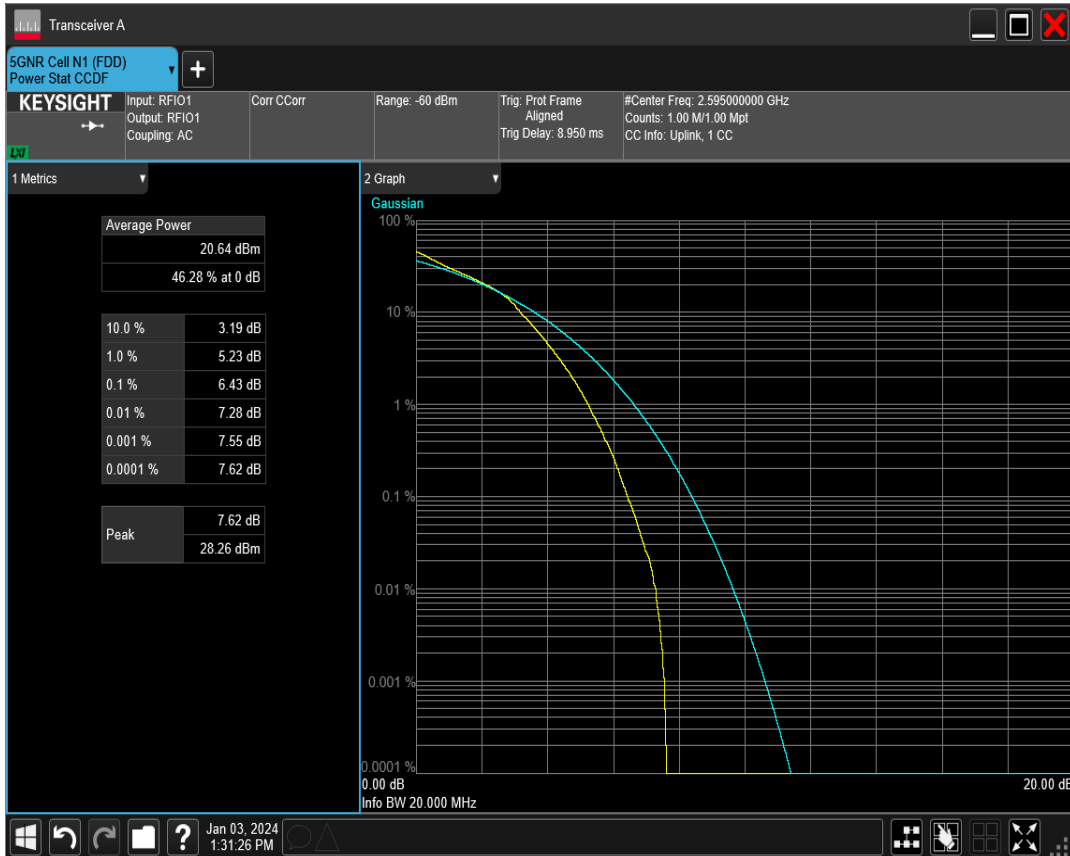 Transceiver A
5GNR Cell N1 (FDD)
Power Stat CCDF
+
KEYSIGHT
LXI
Input: RFIO1
Output: RFIO1
Coupling: AC
Corr CCorr
Range: -60 dBm
Trig: Prot Frame
Aligned
Trig Delay: 8.950 ms
#Center Freq: 2.595000000 GHz
Counts: 1.00 M/1.00 Mpt
CC Info: Uplink, 1 CC
1 Metrics
Average Power
20.64 dBm
46.28 % at 0 dB
10.0 % 3.19 dB
1.0 % 5.23 dB
0.1 % 6.43 dB
0.01 % 7.28 dB
0.001 % 7.55 dB
0.0001 % 7.62 dB
Peak
7.62 dB
28.26 dBm
2 Graph
Gaussian
100 %
10 %
1 %
0.1 %
0.01 %
0.001 %
0.0001 %
0.00 dB 20.00 dB
Info BW 20.000 MHz
?
Jan 03, 2024
1:31:26 PM